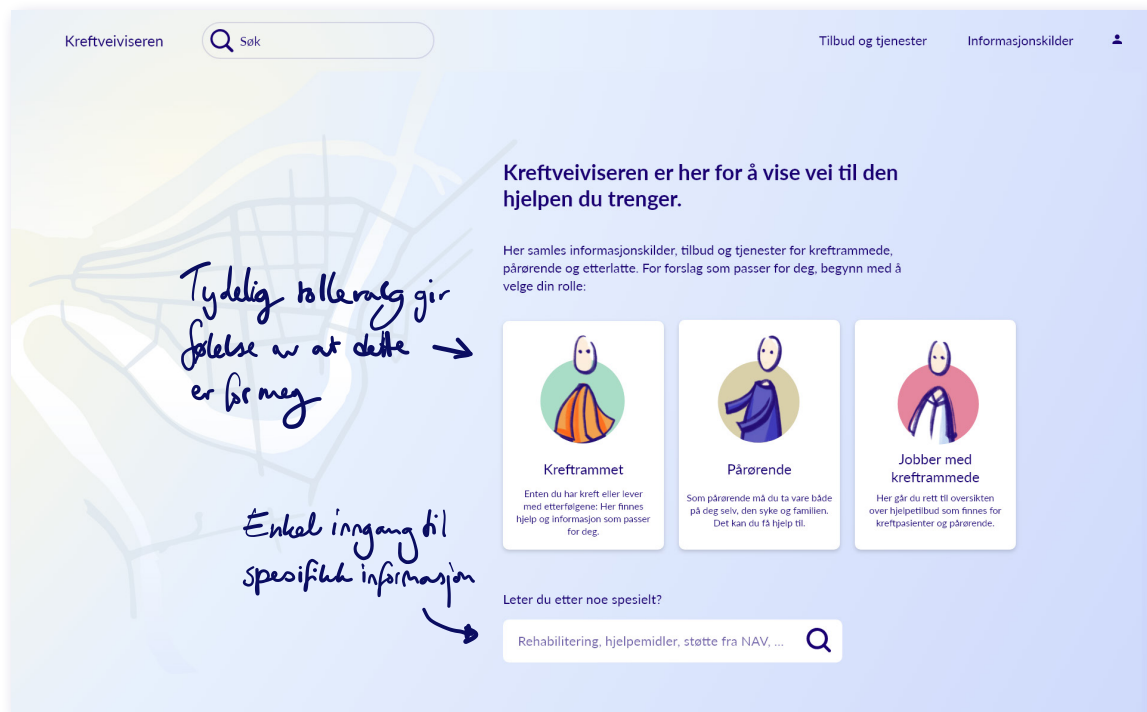 Kreftveiviseren
Søk
Tilbud og tjenester
Informasjonskilder
Kreftveiviseren er her for å vise vei til den
hjelpen du trenger.
Her samles informasjonskilder, tilbud og tjenester for kreftrammede,
pårørende og etterlatte. For forslag som passer for deg, begynn med å
velge din rolle:
Tydelig rollevalg gir
følelse av at dette
er for meg
Kreftrammet
Enten du har kreft eller lever
med etterfølgene: Her finnes
hjelp og informasjon som passer
for deg.
Pårørende
Som pårørende må du ta vare både
på deg selv, den syke og familien.
Det kan du få hjelp til.
Jobber med
kreftrammede
Her går du rett til oversikten
over hjelpetilbud som finnes for
kreftpasienter og pårørende.
Enkel inngang til
spesifikk informasjon
Leter du etter noe spesielt?
Rehabilitering, hjelpemidler, støtte fra NAV, ...